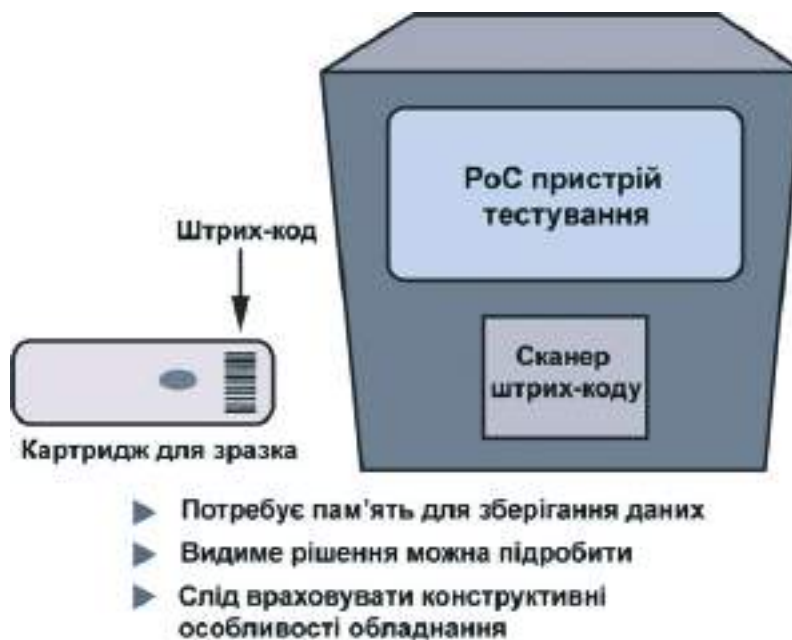 PoC пристрій
тестування
Штрих-код
Сканер
штрих-коду
Картридж для зразка
Потребує пам'ять для зберігання даних
Видиме рішення можна підробити
Слід враховувати конструктивні
особливості обладнання